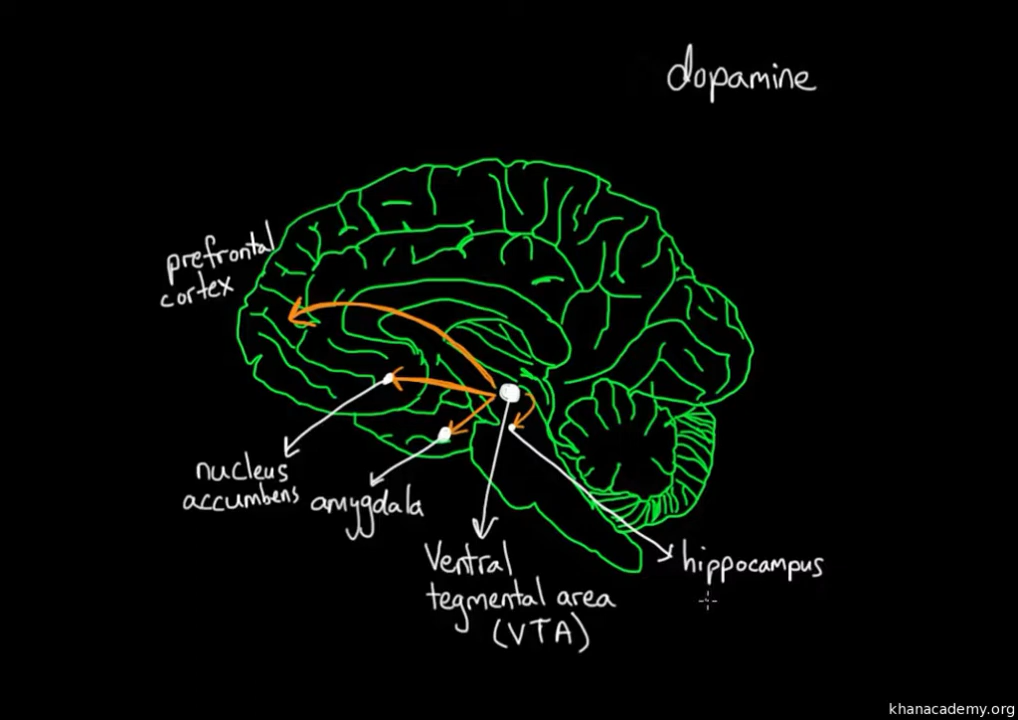 dopamine
prefrontal
cortex
nucleus
accumbens
amygdala
Ventral
tegmental area
(VTA)
hippocampus
khanacademy.org